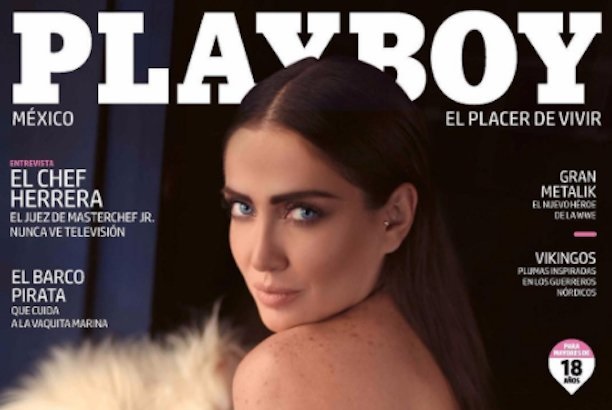 PLAYBOY
MÉXICO
EL PLACER DE VIVIR
ENTREVISTA
EL CHEF
HERRERA
EL JUEZ DE MASTERCHEF JR.
NUNCA VE TELEVISIÓN
EL BARCO
PIRATA
QUE CUIDA
A LA VAQUITA MARINA
GRAN
METALIK
EL NUEVO HÉROE
DE LA WWE
VIKINGOS
PLUMAS INSPIRADAS
EN LOS GUERREROS
NÓRDICOS
PARA
MAYORES DE
18
AÑOS